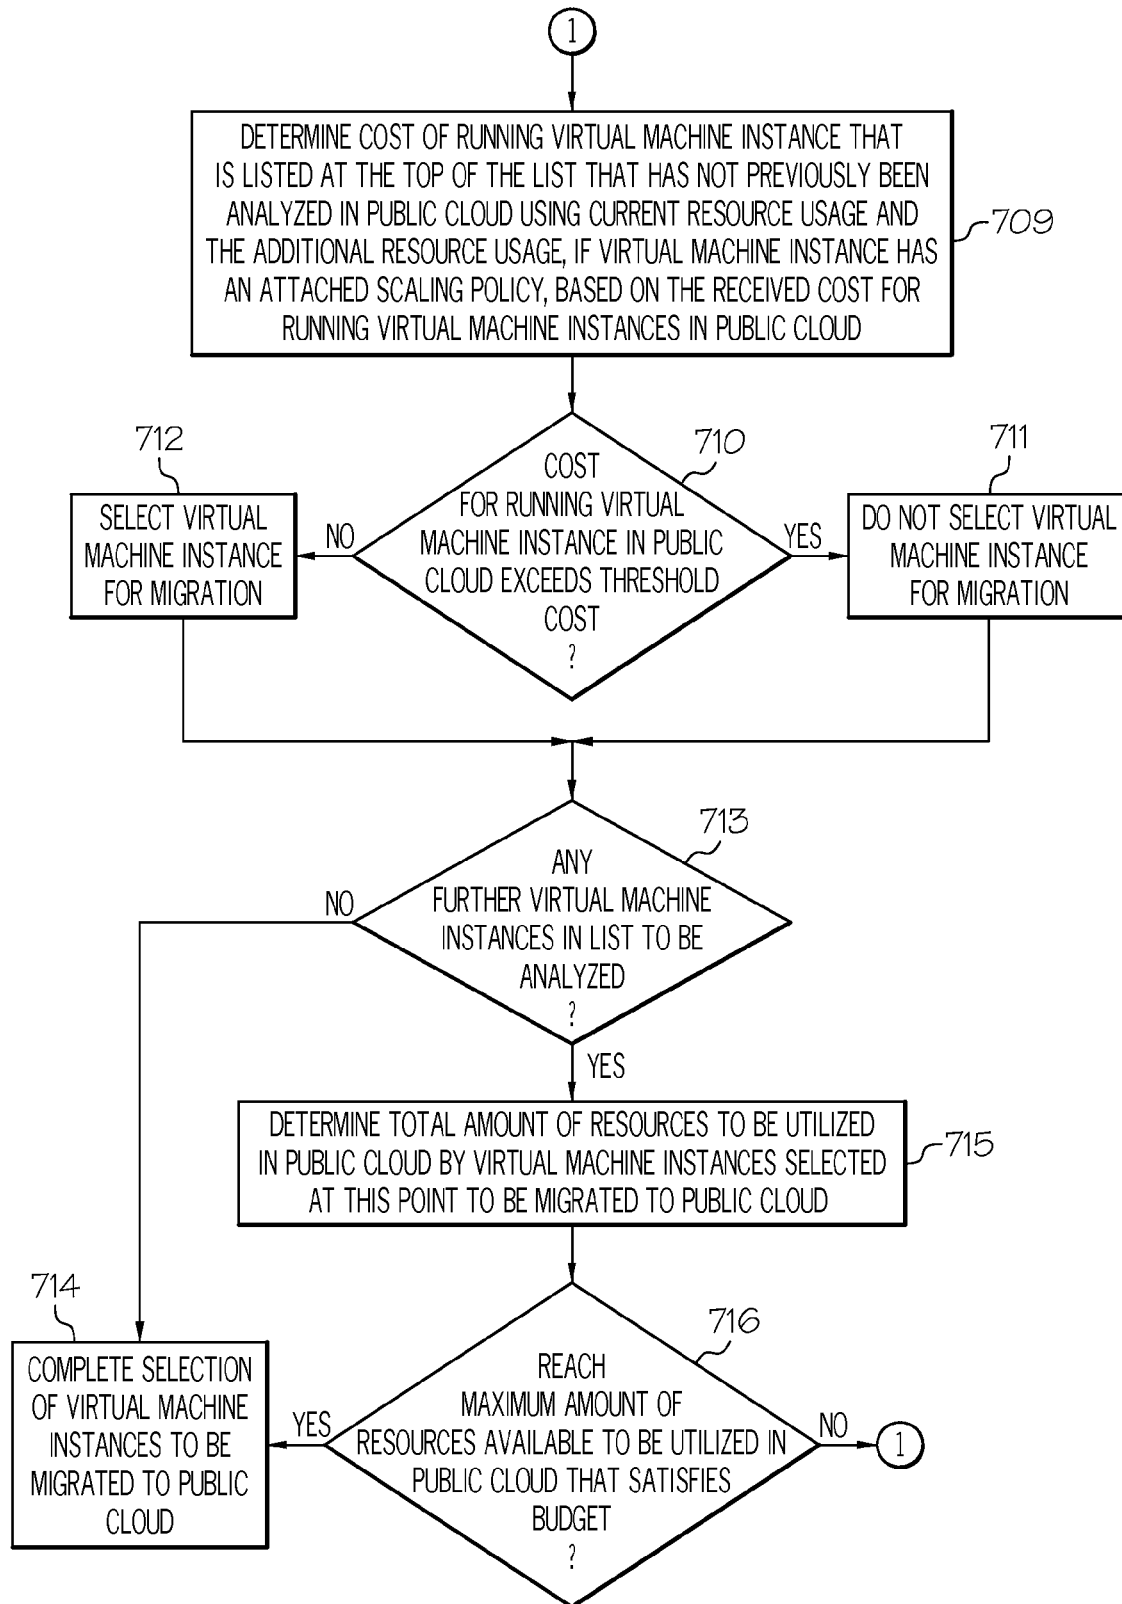 1
DETERMINE COST OF RUNNING VIRTUAL MACHINE INSTANCE THAT
IS LISTED AT THE TOP OF THE LIST THAT HAS NOT PREVIOUSLY BEEN
ANALYZED IN PUBLIC CLOUD USING CURRENT RESOURCE USAGE AND
THE ADDITIONAL RESOURCE USAGE, IF VIRTUAL MACHINE INSTANCE HAS
AN ATTACHED SCALING POLICY, BASED ON THE RECEIVED COST FOR
RUNNING VIRTUAL MACHINE INSTANCES IN PUBLIC CLOUD
709
712
SELECT VIRTUAL
MACHINE INSTANCE
FOR MIGRATION
NO
710
COST
FOR RUNNING VIRTUAL
MACHINE INSTANCE IN PUBLIC
CLOUD EXCEEDS THRESHOLD
COST
?
YES
711
DO NOT SELECT VIRTUAL
MACHINE INSTANCE
FOR MIGRATION
713
ANY
FURTHER VIRTUAL MACHINE
INSTANCES IN LIST TO BE
ANALYZED
?
NO
YES
DETERMINE TOTAL AMOUNT OF RESOURCES TO BE UTILIZED
IN PUBLIC CLOUD BY VIRTUAL MACHINE INSTANCES SELECTED
AT THIS POINT TO BE MIGRATED TO PUBLIC CLOUD
715
714
COMPLETE SELECTION
OF VIRTUAL MACHINE
INSTANCES TO BE
MIGRATED TO PUBLIC
CLOUD
YES
716
REACH
MAXIMUM AMOUNT OF
RESOURCES AVAILABLE TO BE UTILIZED IN
PUBLIC CLOUD THAT SATISFIES
BUDGET
?
NO
1